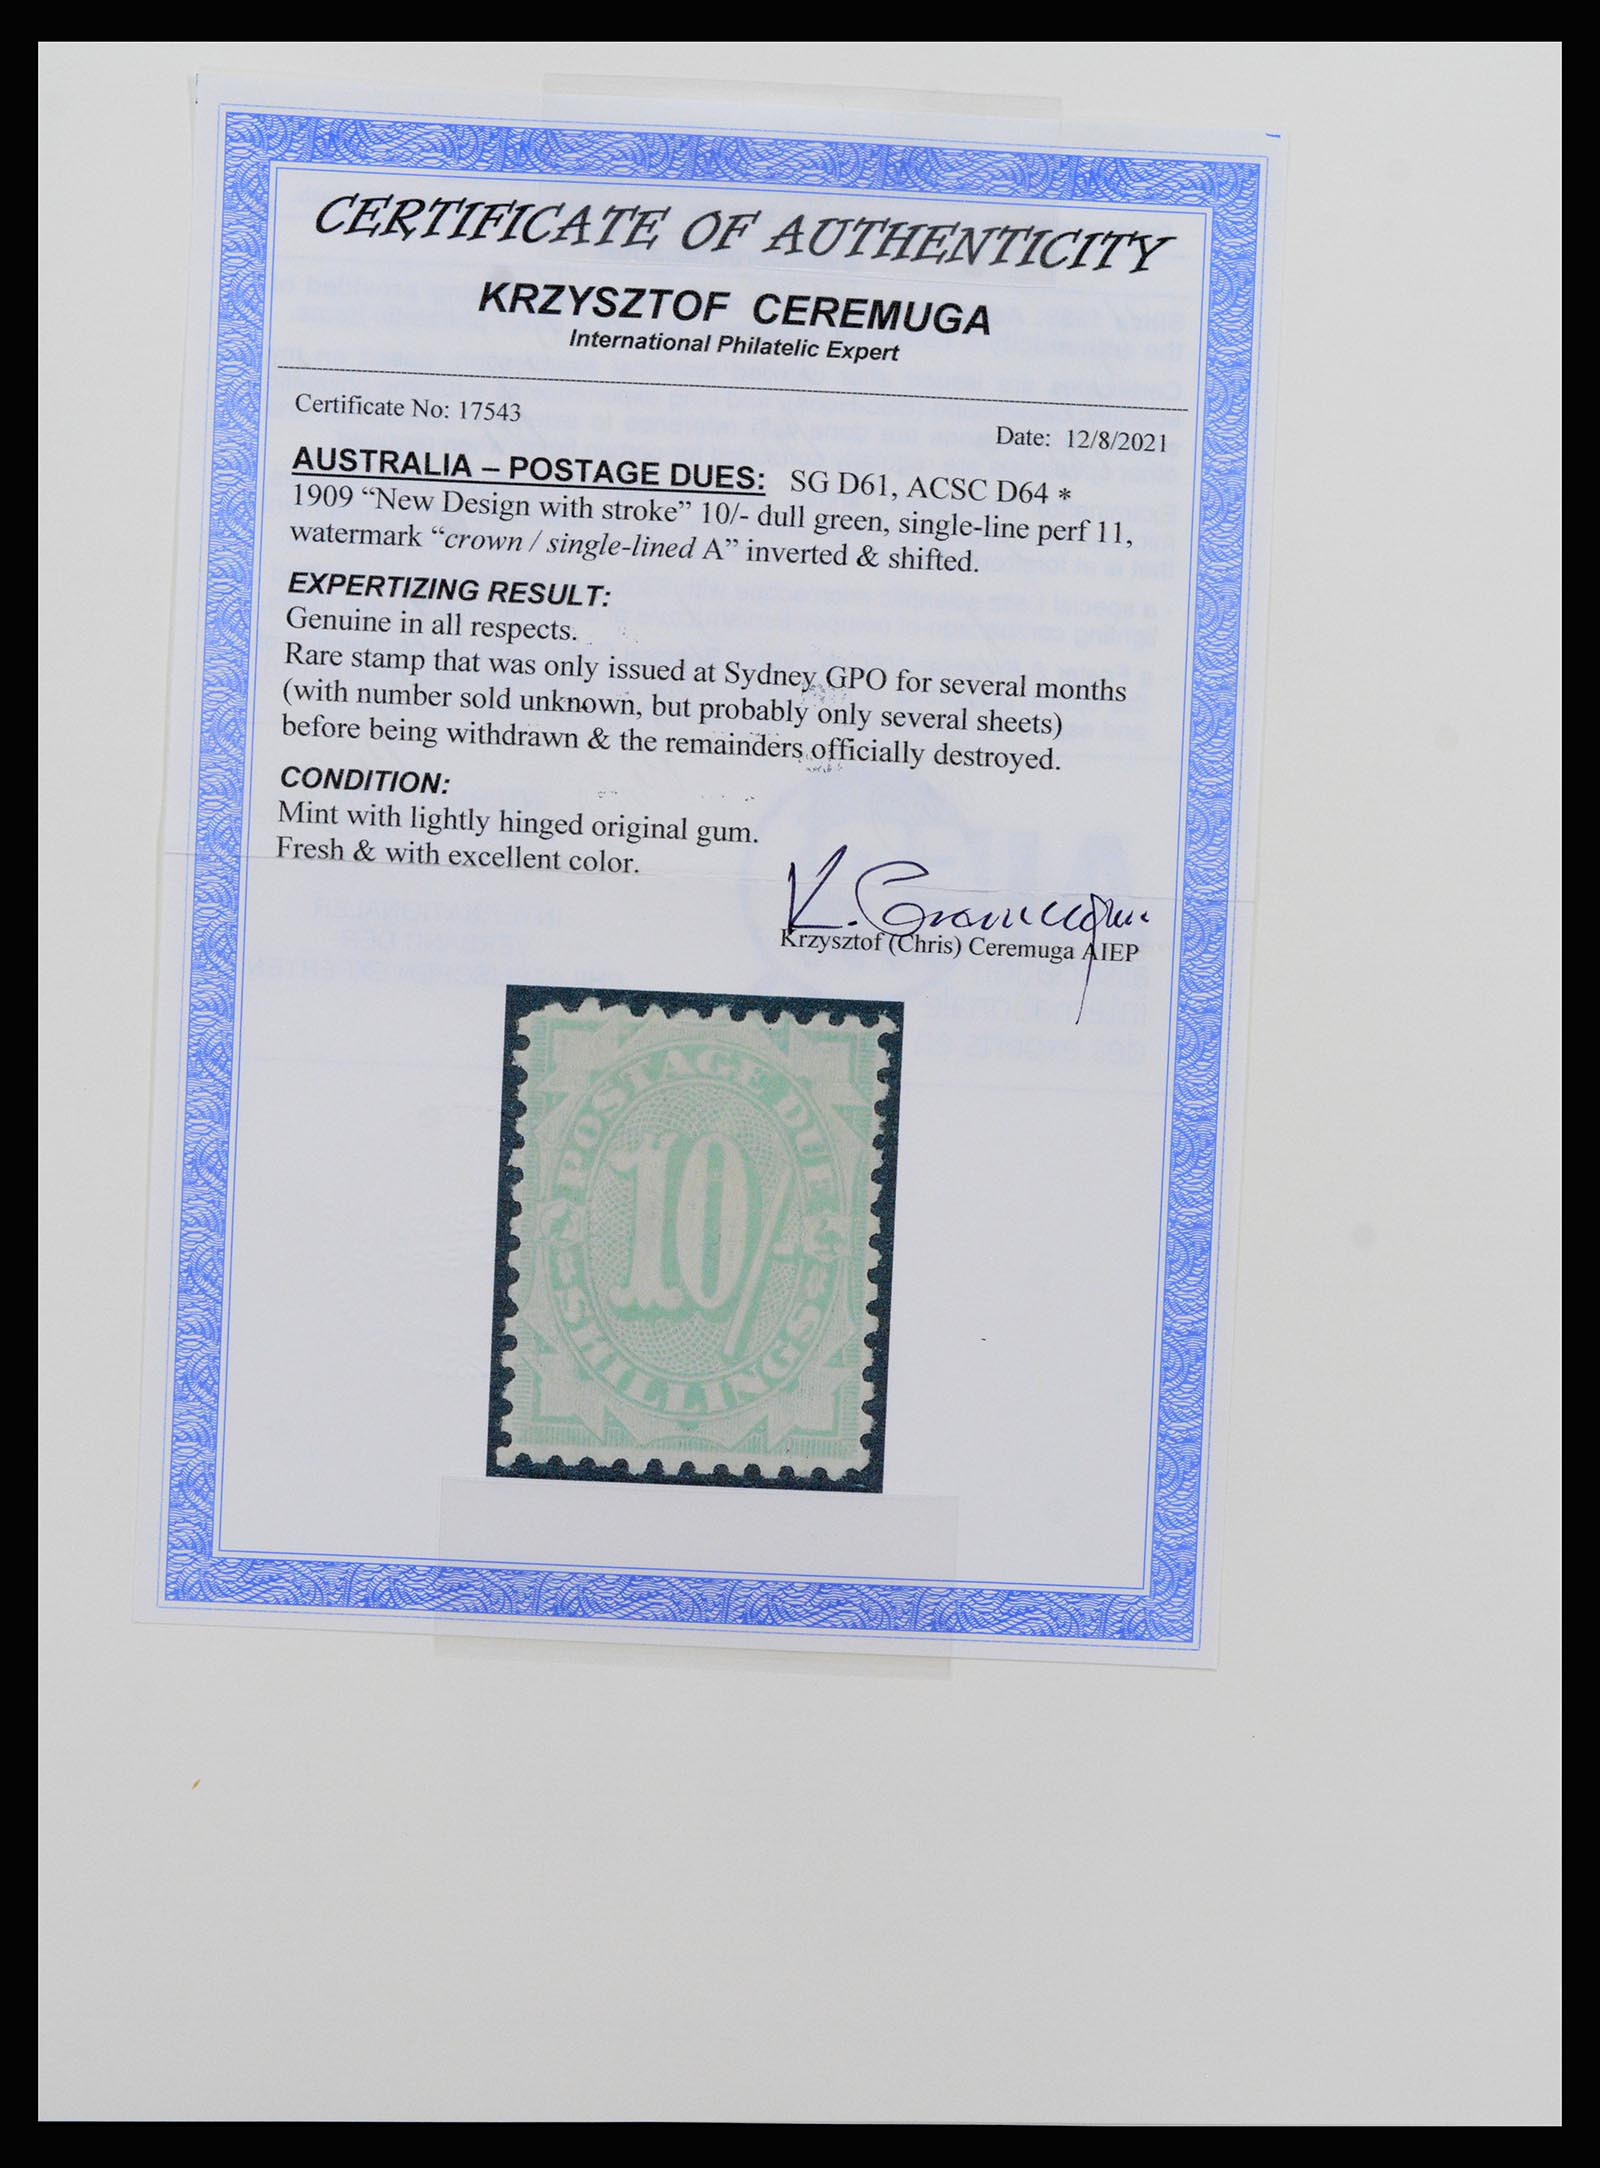 CERTIFICATE OF AUTHENTICITY
KRZYSZTOF CEREMUGA
International Philatelic Expert
Certificate No: 17543
Date: 12/8/2021
AUSTRALIA – POSTAGE DUES: SG D61, ACSC D64 *
1909 “New Design with stroke” 10/- dull green, single-line perf 11,
watermark “crown / single-lined A” inverted & shifted.
EXPERTIZING RESULT:
Genuine in all respects.
Rare stamp that was only issued at Sydney GPO for several months
(with number sold unknown, but probably only several sheets)
before being withdrawn & the remainders officially destroyed.
CONDITION:
Mint with lightly hinged original gum.
Fresh & with excellent color.
K. Ceremuga
Krzysztof (Chris) Ceremuga AIEP
POSTAGE DUE
10/-
SHILLINGS